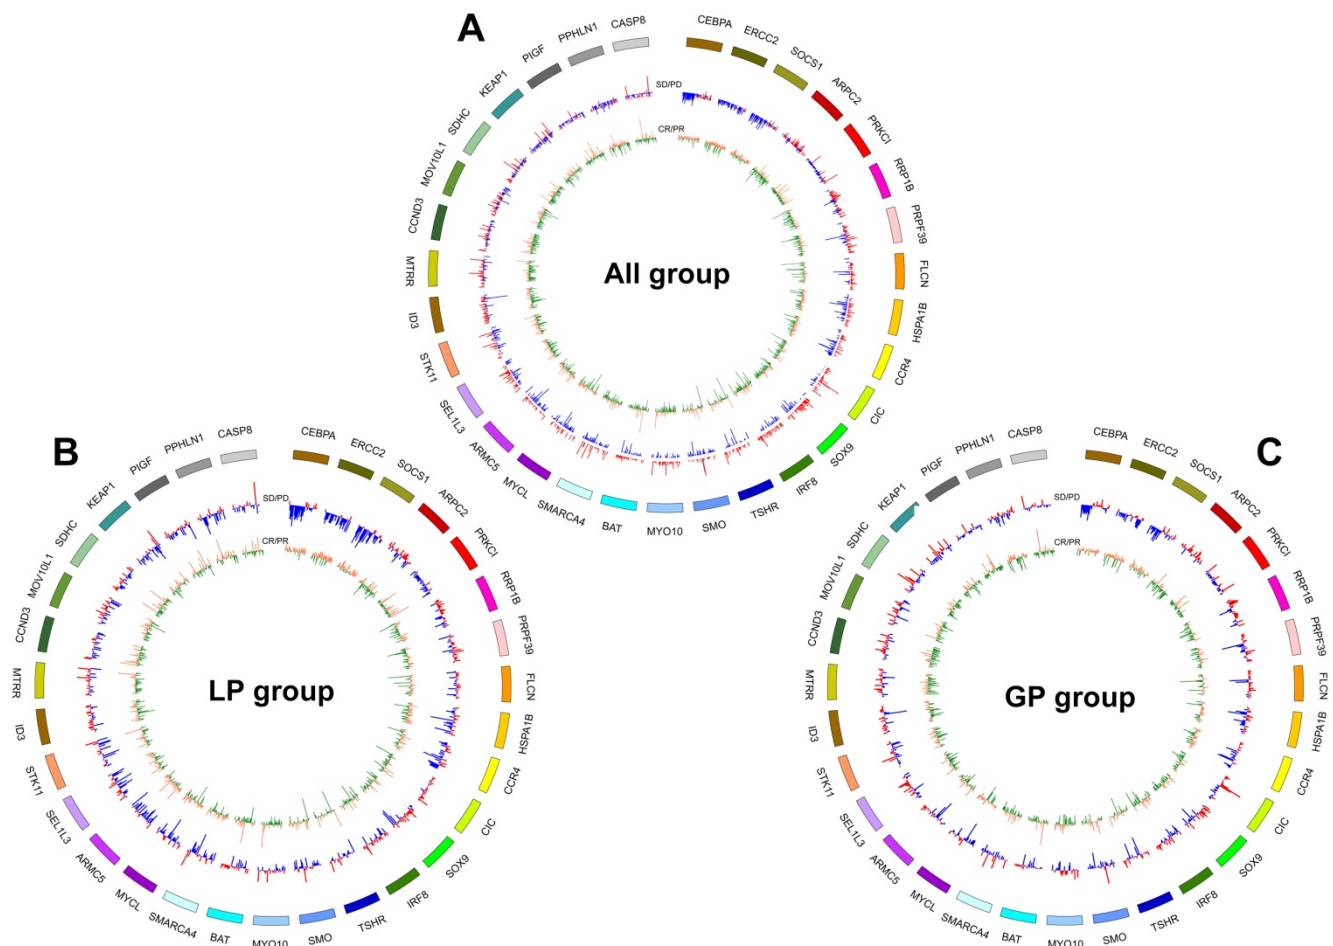 A
CEBPA
ERCC2
SOCS1
ARPC2
PRKCI
RRP1B
PRPF39
FLCN
HSPA1B
CCR4
CIC
SOX9
IRF8
TSHR
SMO
MYO10
BAT
SMARCA4
MYCL
ARMC5
SEL1L3
STK11
ID3
MTRR
CCND3
MOV10L1
SDHC
KEAP1
PIGF
PPHLN1
CASP8
SD/PD
CR/PR
All group
B
CEBPA
ERCC2
SOCS1
ARPC2
PRKCI
RRP1B
PRPF39
FLCN
HSPA1B
CCR4
CIC
SOX9
IRF8
TSHR
SMO
MYO10
BAT
SMARCA4
MYCL
ARMC5
SEL1L3
STK11
ID3
MTRR
CCND3
MOV10L1
SDHC
KEAP1
PIGF
PPHLN1
CASP8
SD/PD
CR/PR
LP group
C
CEBPA
ERCC2
SOCS1
ARPC2
PRKCI
RRP1B
PRPF39
FLCN
HSPA1B
CCR4
CIC
SOX9
IRF8
TSHR
SMO
MYO10
BAT
SMARCA4
MYCL
ARMC5
SEL1L3
STK11
ID3
MTRR
CCND3
MOV10L1
SDHC
KEAP1
PIGF
PPHLN1
CASP8
SD/PD
CR/PR
GP group